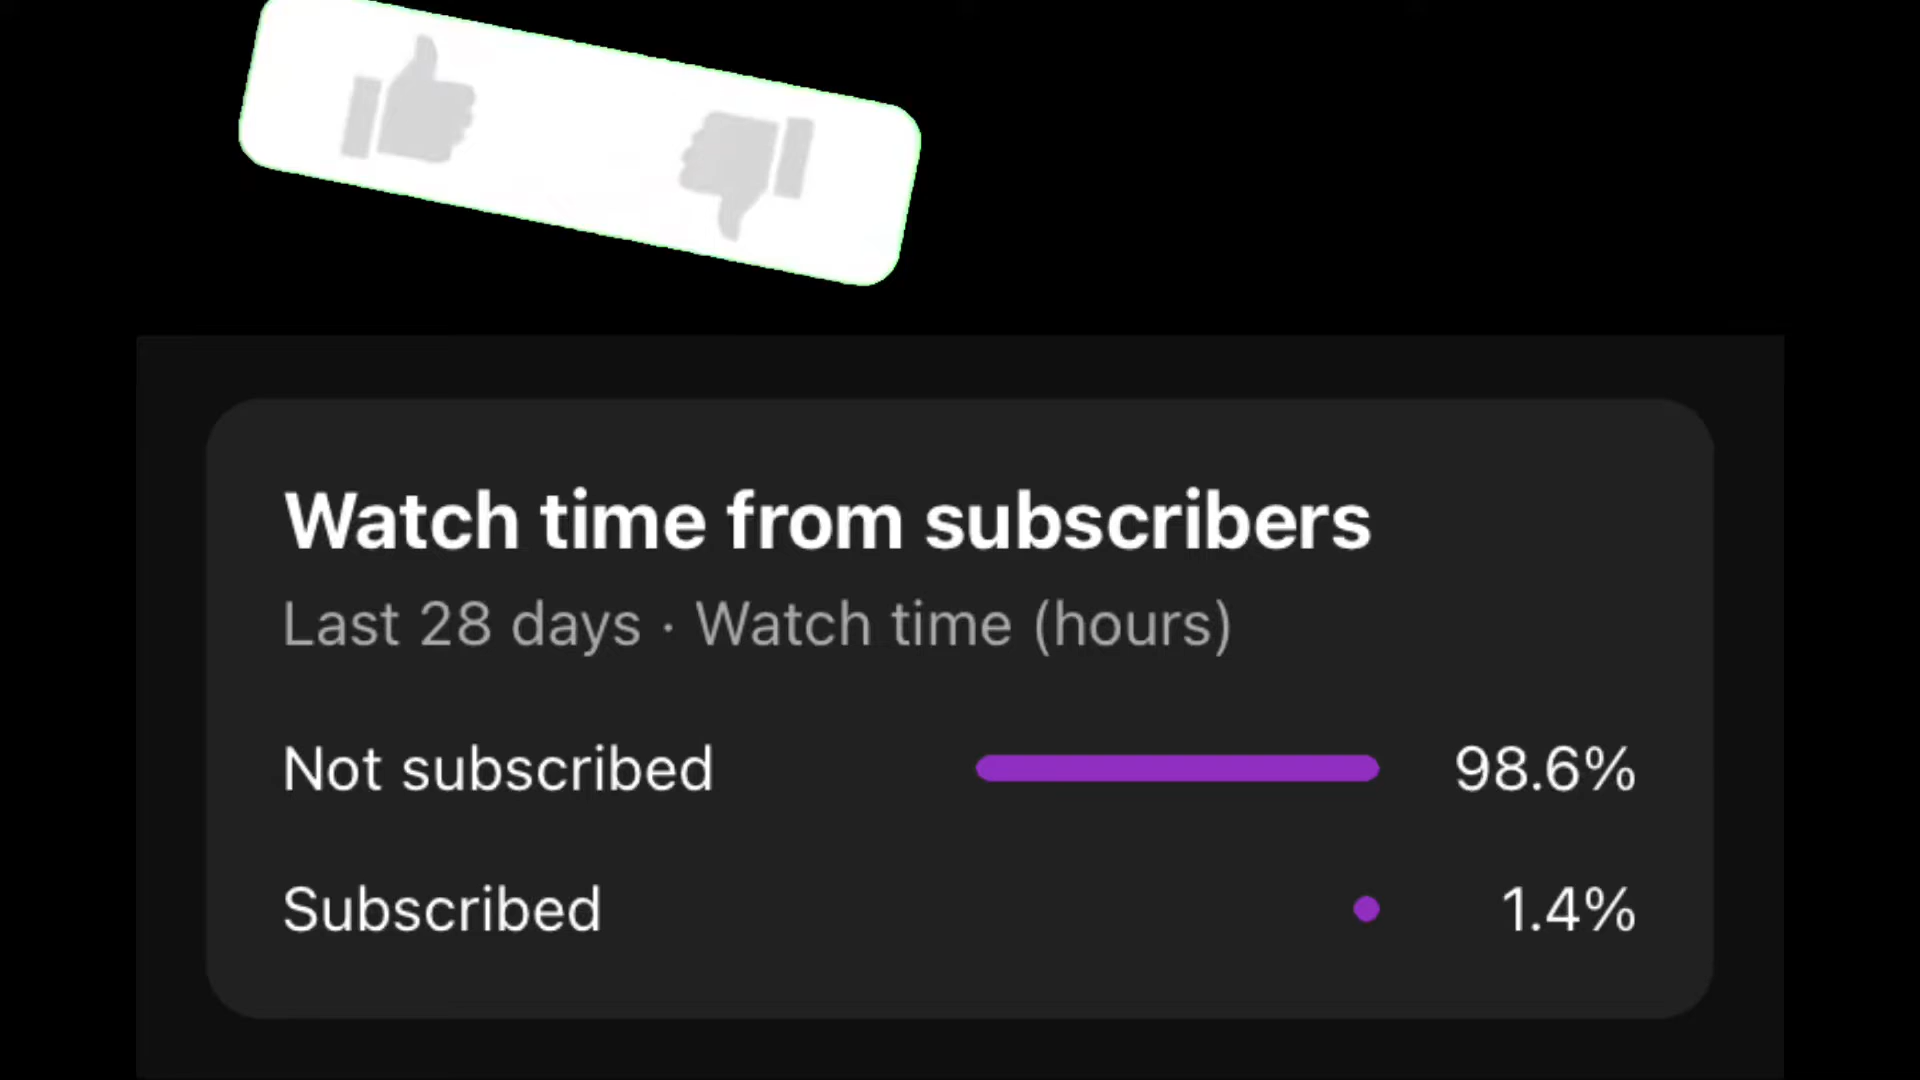 Watch time from subscribers
Last 28 days · Watch time (hours)
Not subscribed 98.6%
Subscribed 1.4%